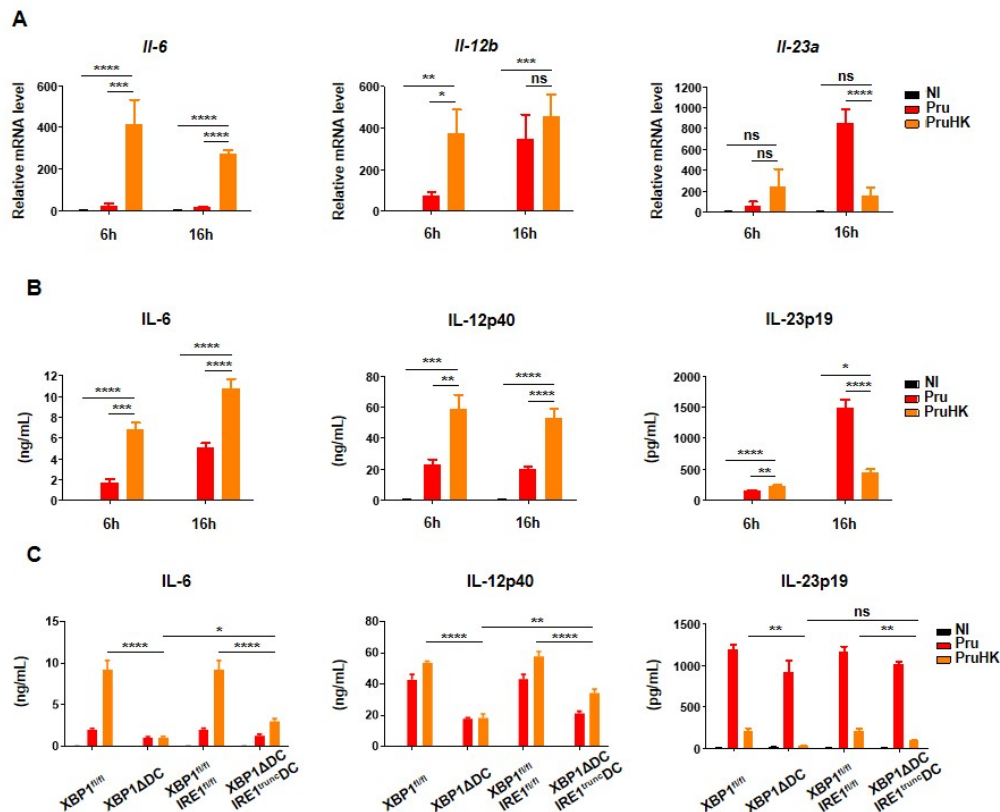 A
Il-6
Il-12b
Il-23a
Relative mRNA level
600
400
200
0
****
***
****
****
6h
16h
Relative mRNA level
800
600
400
200
0
**
*
***
ns
6h
16h
Relative mRNA level
1200
1000
800
600
400
200
0
ns
ns
ns
****
6h
16h
NI
Pru
PruHK
B
IL-6
IL-12p40
IL-23p19
(ng/mL)
12
10
8
6
4
2
0
****
***
****
****
6h
16h
(ng/mL)
80
60
40
20
0
***
**
****
****
6h
16h
(pg/mL)
2000
1500
1000
500
0
****
**
*
****
6h
16h
NI
Pru
PruHK
C
IL-6
IL-12p40
IL-23p19
(ng/mL)
15
10
5
0
*
****
****
XBP1fl/fl
XBP1ΔDC
XBP1fl/fl
IRE1fl/fl
XBP1ΔDC
IRE1truncDC
(ng/mL)
80
60
40
20
0
**
****
****
XBP1fl/fl
XBP1ΔDC
XBP1fl/fl
IRE1fl/fl
XBP1ΔDC
IRE1truncDC
(pg/mL)
1500
1000
500
0
ns
**
**
XBP1fl/fl
XBP1ΔDC
XBP1fl/fl
IRE1fl/fl
XBP1ΔDC
IRE1truncDC
NI
Pru
PruHK